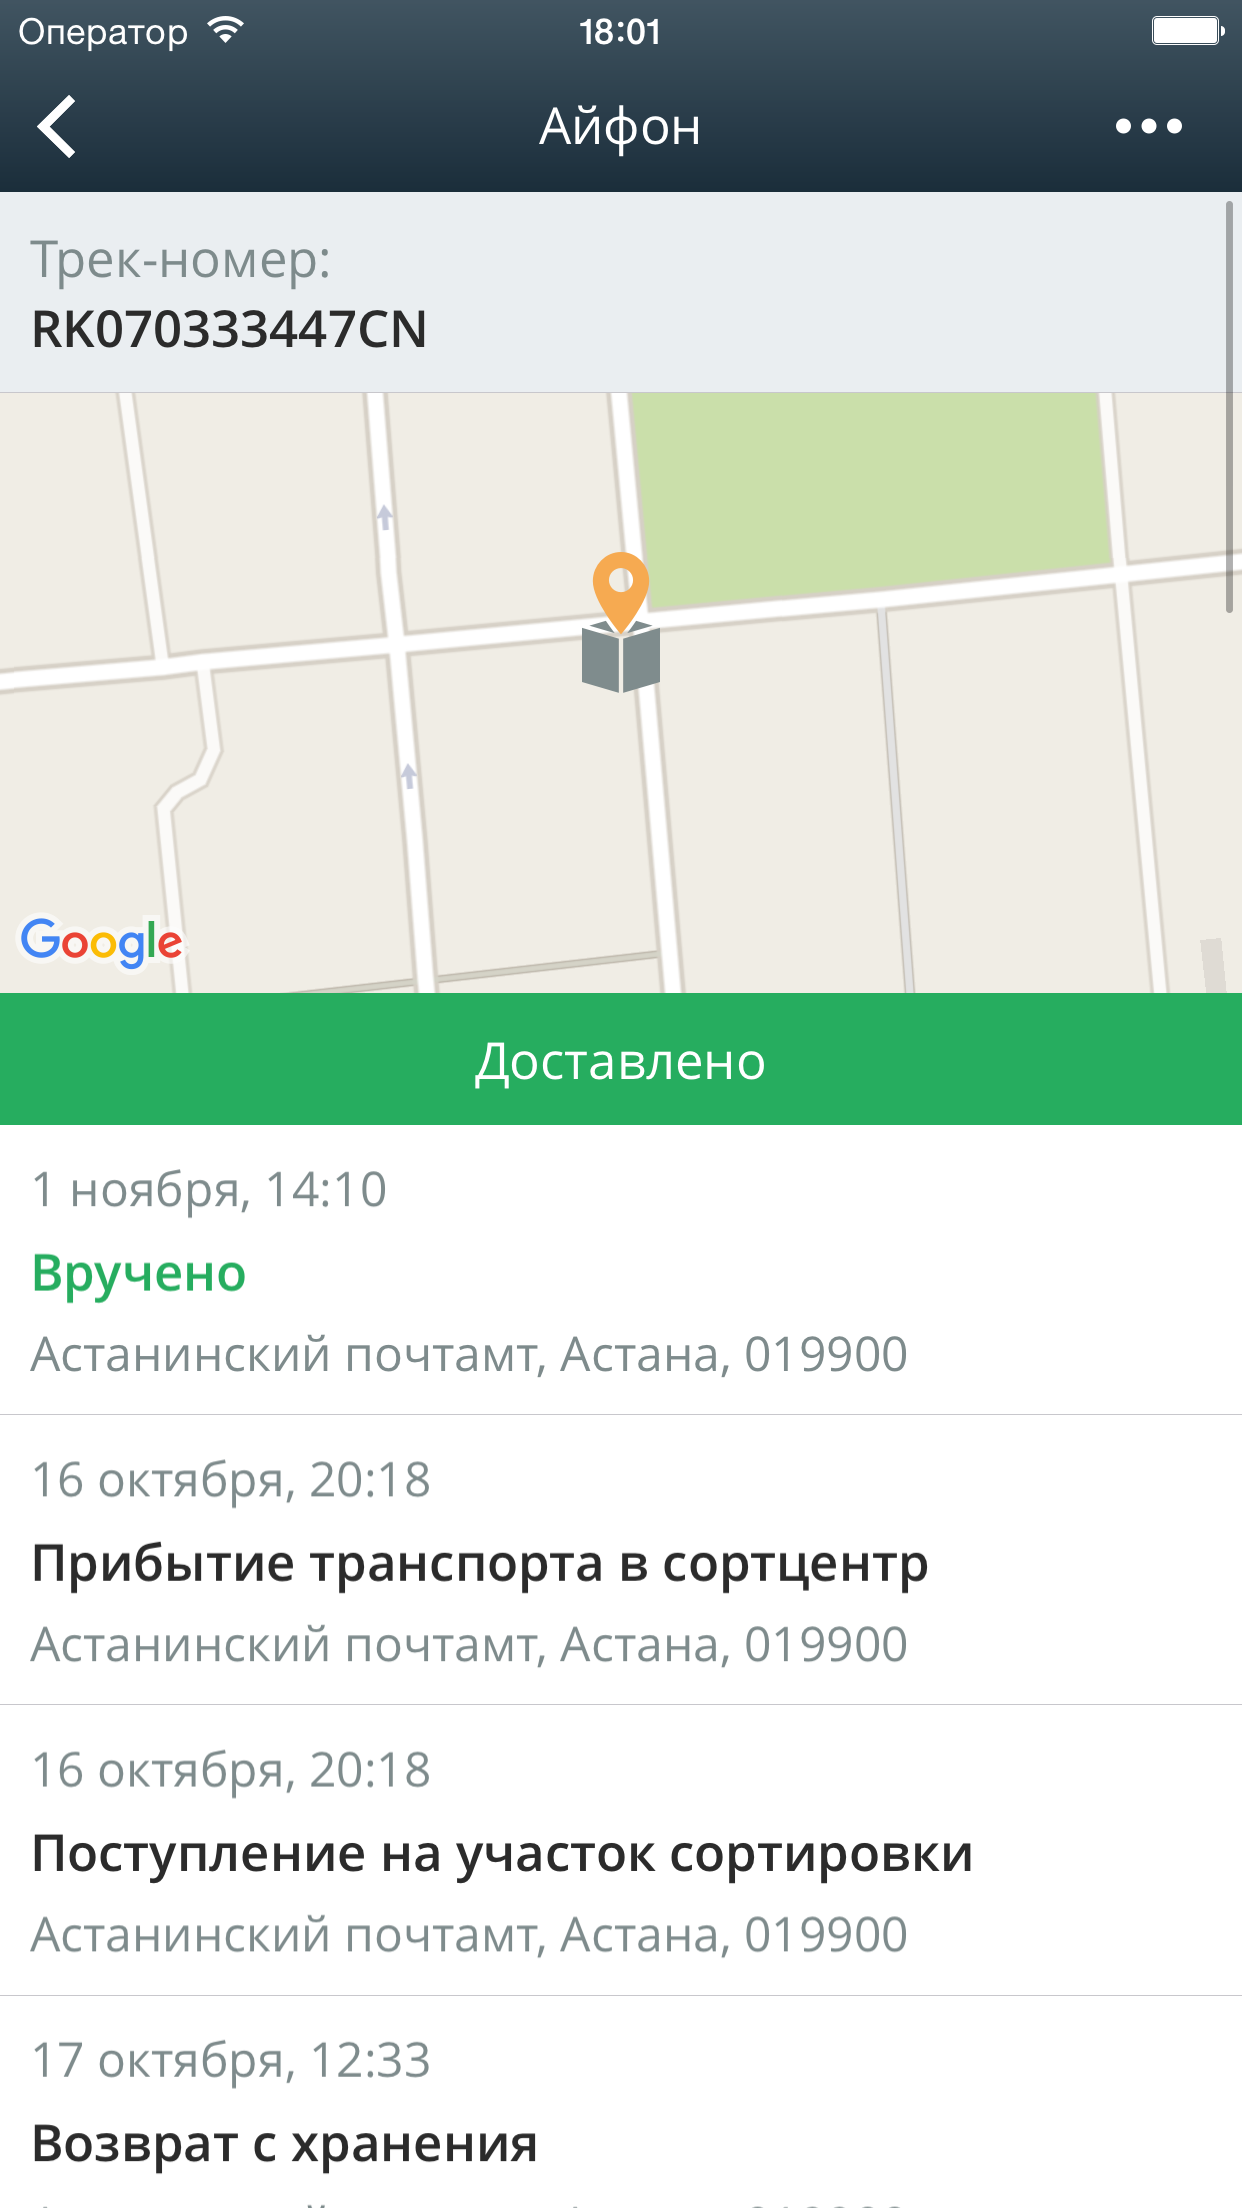 Оператор 18:01
Айфон
Трек-номер:
RK070333447CN
Google
Доставлено
1 ноября, 14:10
Вручено
Астанинский почтамт, Астана, 019900
16 октября, 20:18
Прибытие транспорта в сортцентр
Астанинский почтамт, Астана, 019900
16 октября, 20:18
Поступление на участок сортировки
Астанинский почтамт, Астана, 019900
17 октября, 12:33
Возврат с хранения